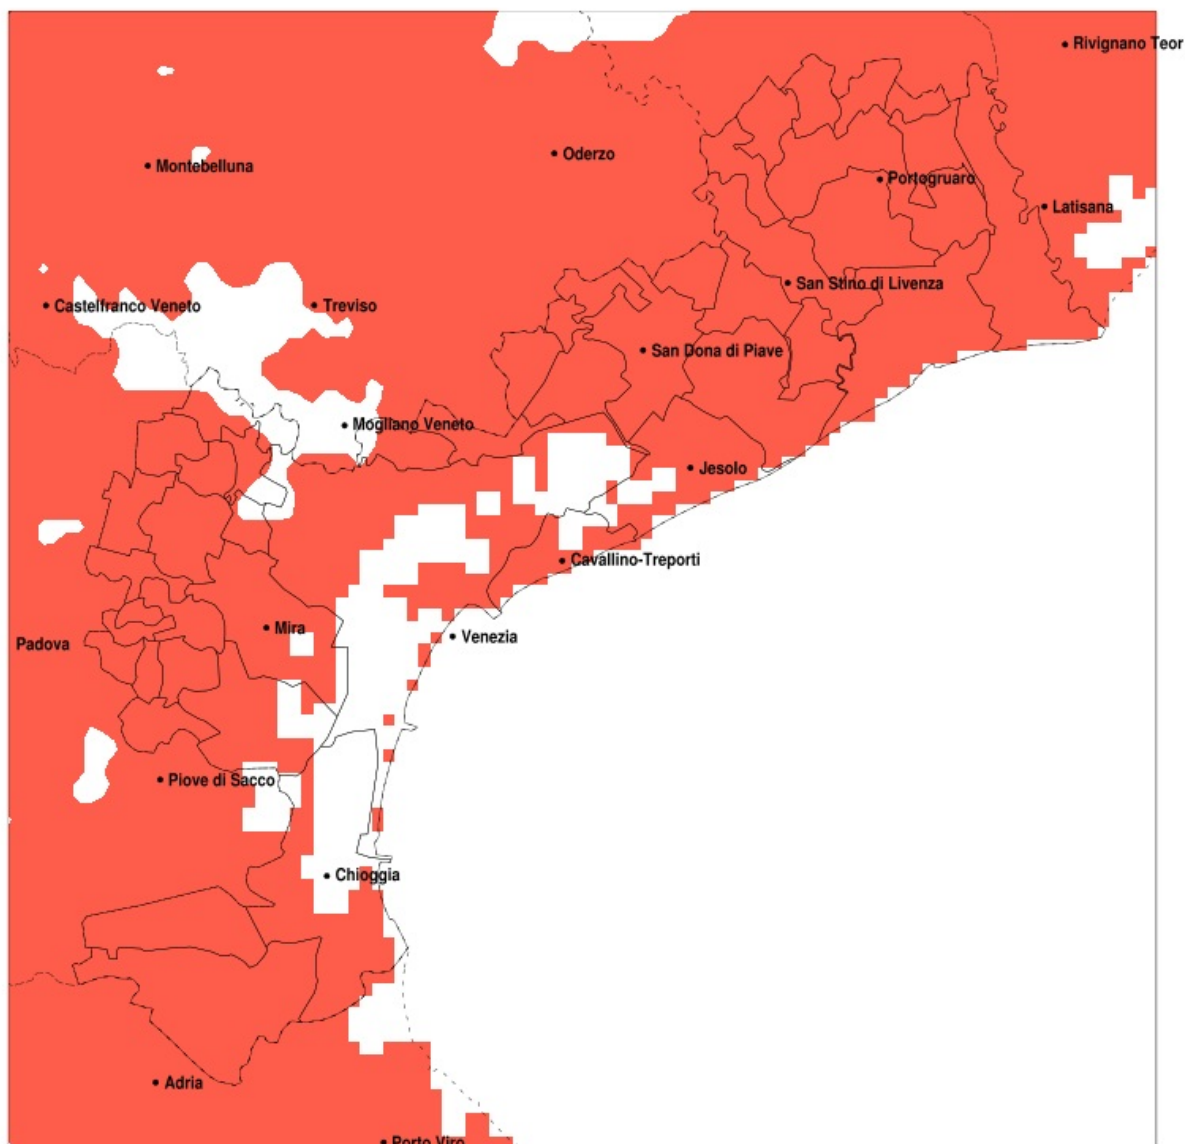 Rivignano Teor
Montebelluna
Oderzo
Portogruaro
Latisana
Castelfranco Veneto
Treviso
San Stino di Livenza
San Dona di Piave
Mogliano Veneto
Jesolo
Cavallino-Treporti
Mira
Venezia
Padova
Piove di Sacco
Chioggia
Adria
Porto Viro